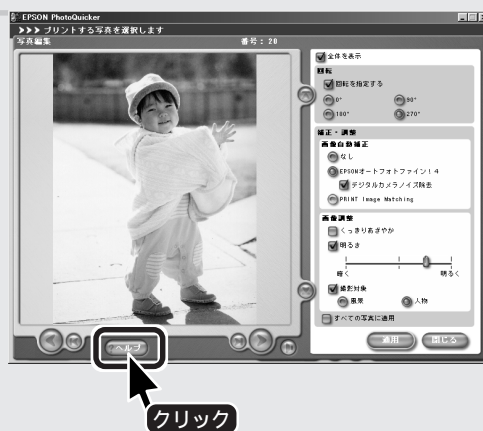 EPSON PhotoQuicker
>>> プリントする写真を選択します
写真編集
番号: 20
全体を表示
回転
回転を指定する
0°
90°
180°
270°
補正・調整
画像自動補正
なし
EPSONオートフォトファイン!4
デジタルカメラノイズ除去
PRINT Image Matching
画像調整
くっきりあざやか
明るさ
暗く
明るく
撮影対象
風景
人物
すべての写真に適用
適用
閉じる
?ヘルプ
クリック